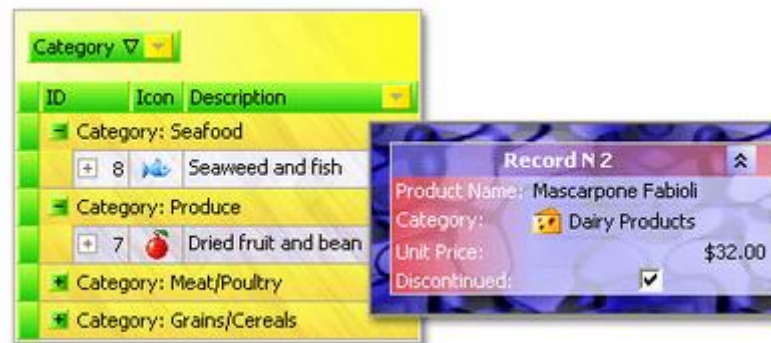 Category
ID Icon Description
Category: Seafood
8 Seaweed and fish
Category: Produce
7 Dried fruit and bean
Category: Meat/Poultry
Category: Grains/Cereals
Record N 2
Product Name: Mascarpone Fabioli
Category: Dairy Products
Unit Price: $32.00
Discontinued: